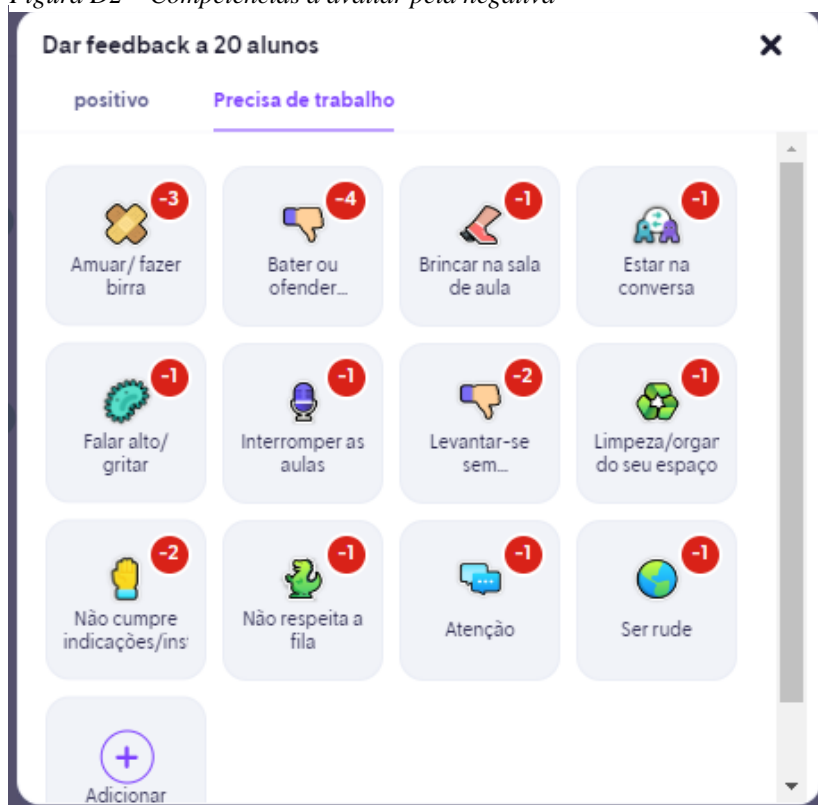 Figura D2 – Competências a avaliar pela negativa
Dar feedback a 20 alunos
positivo
Precisa de trabalho
-3
Amuar/ fazer
birra
-4
Bater ou
ofender...
-1
Brincar na sala
de aula
-1
Estar na
conversa
-1
Falar alto/
gritar
-1
Interromper as
aulas
-2
Levantar-se
sem...
-1
Limpeza/organ
do seu espaço
-2
Não cumpre
indicações/ins
-1
Não respeita a
fila
-1
Atenção
-1
Ser rude
Adicionar